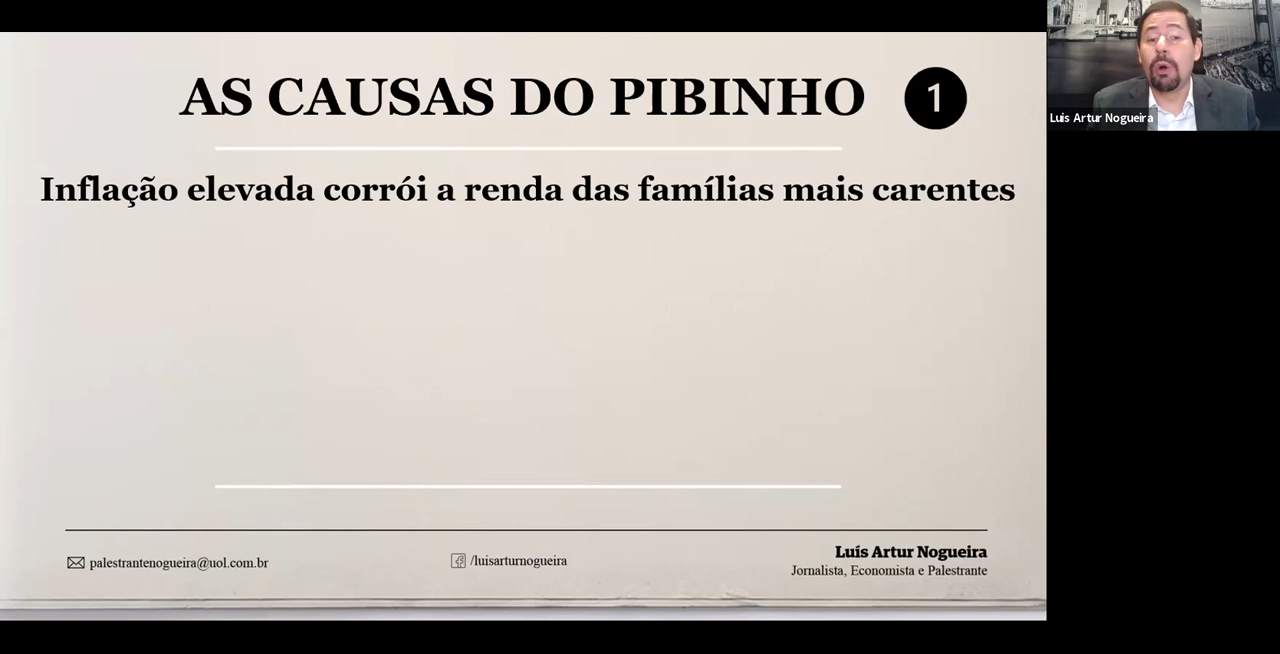 AS CAUSAS DO PIBINHO 1
Inflação elevada corrói a renda das famílias mais carentes
palestrantenogueira@uol.com.br
/luisarturnogueira
Luís Artur Nogueira
Jornalista, Economista e Palestrante
Luis Artur Nogueira